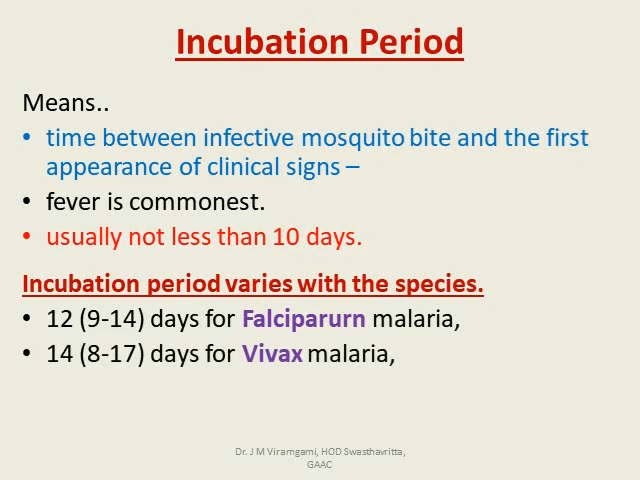 Incubation Period
Means..
• time between infective mosquito bite and the first
appearance of clinical signs –
• fever is commonest.
• usually not less than 10 days.
Incubation period varies with the species.
• 12 (9-14) days for Falciparurn malaria,
• 14 (8-17) days for Vivax malaria,
Dr. J M Viramgami, HOD Swasthavritta,
GAAC